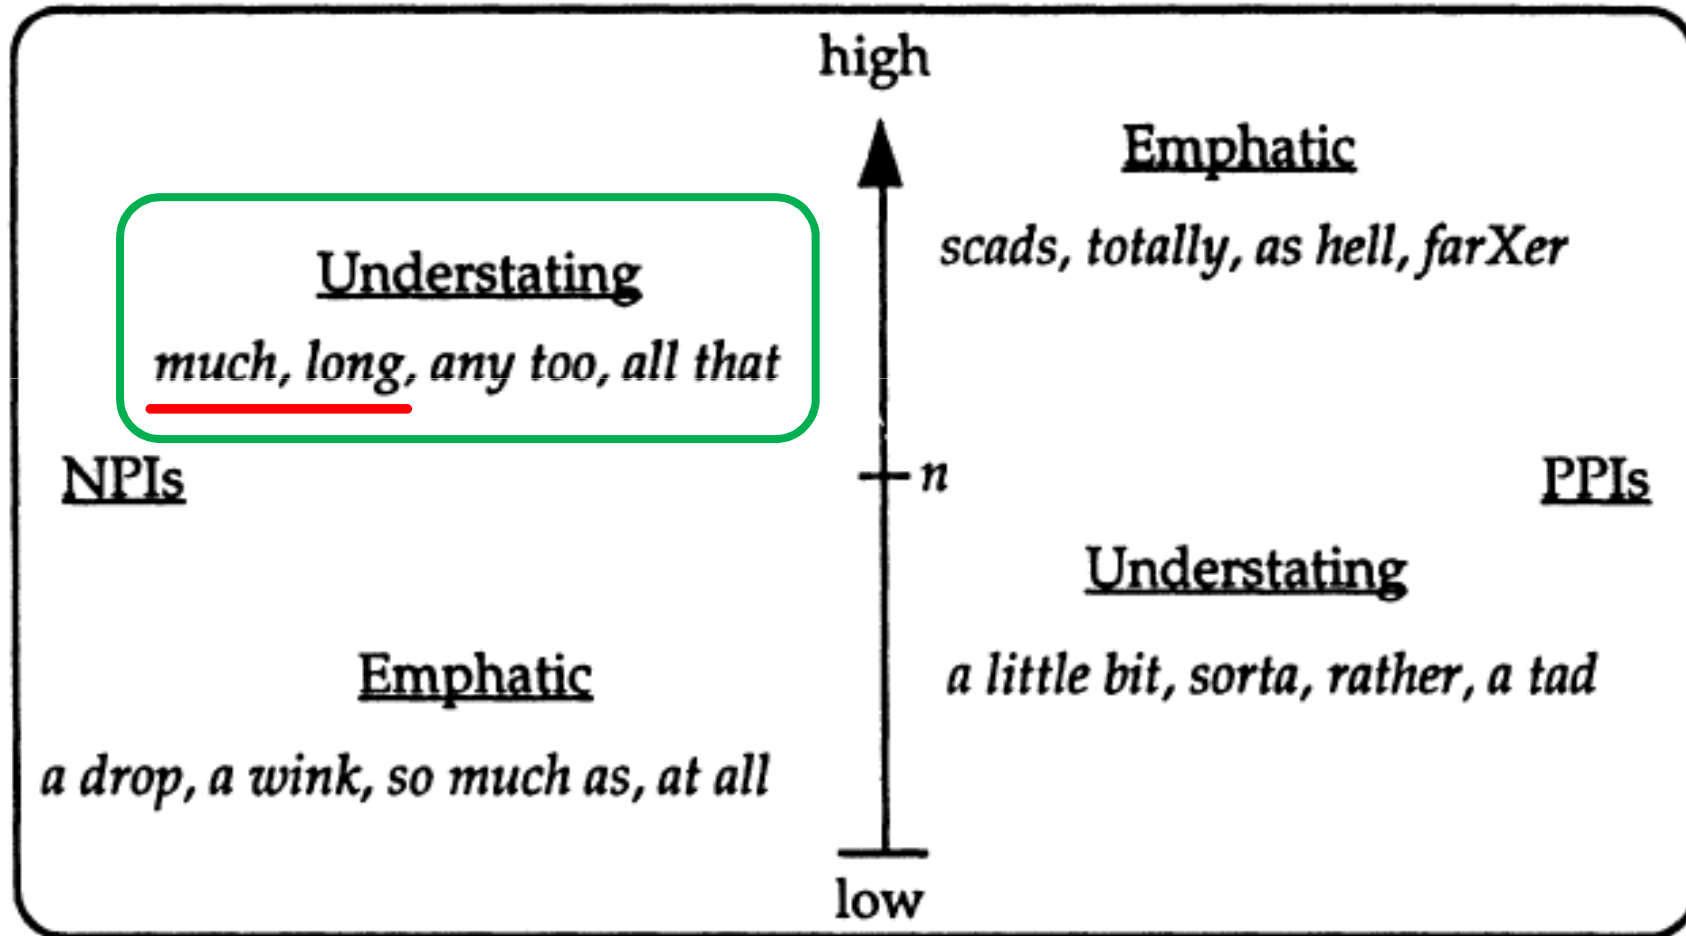 high
Emphatic
scads, totally, as hell, farXer
Understating
much, long, any too, all that
NPIs
n
PPIs
Understating
a little bit, sorta, rather, a tad
Emphatic
a drop, a wink, so much as, at all
low